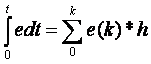 ∫₀ᵗ edt = ∑₀ᵏ e(k) * h